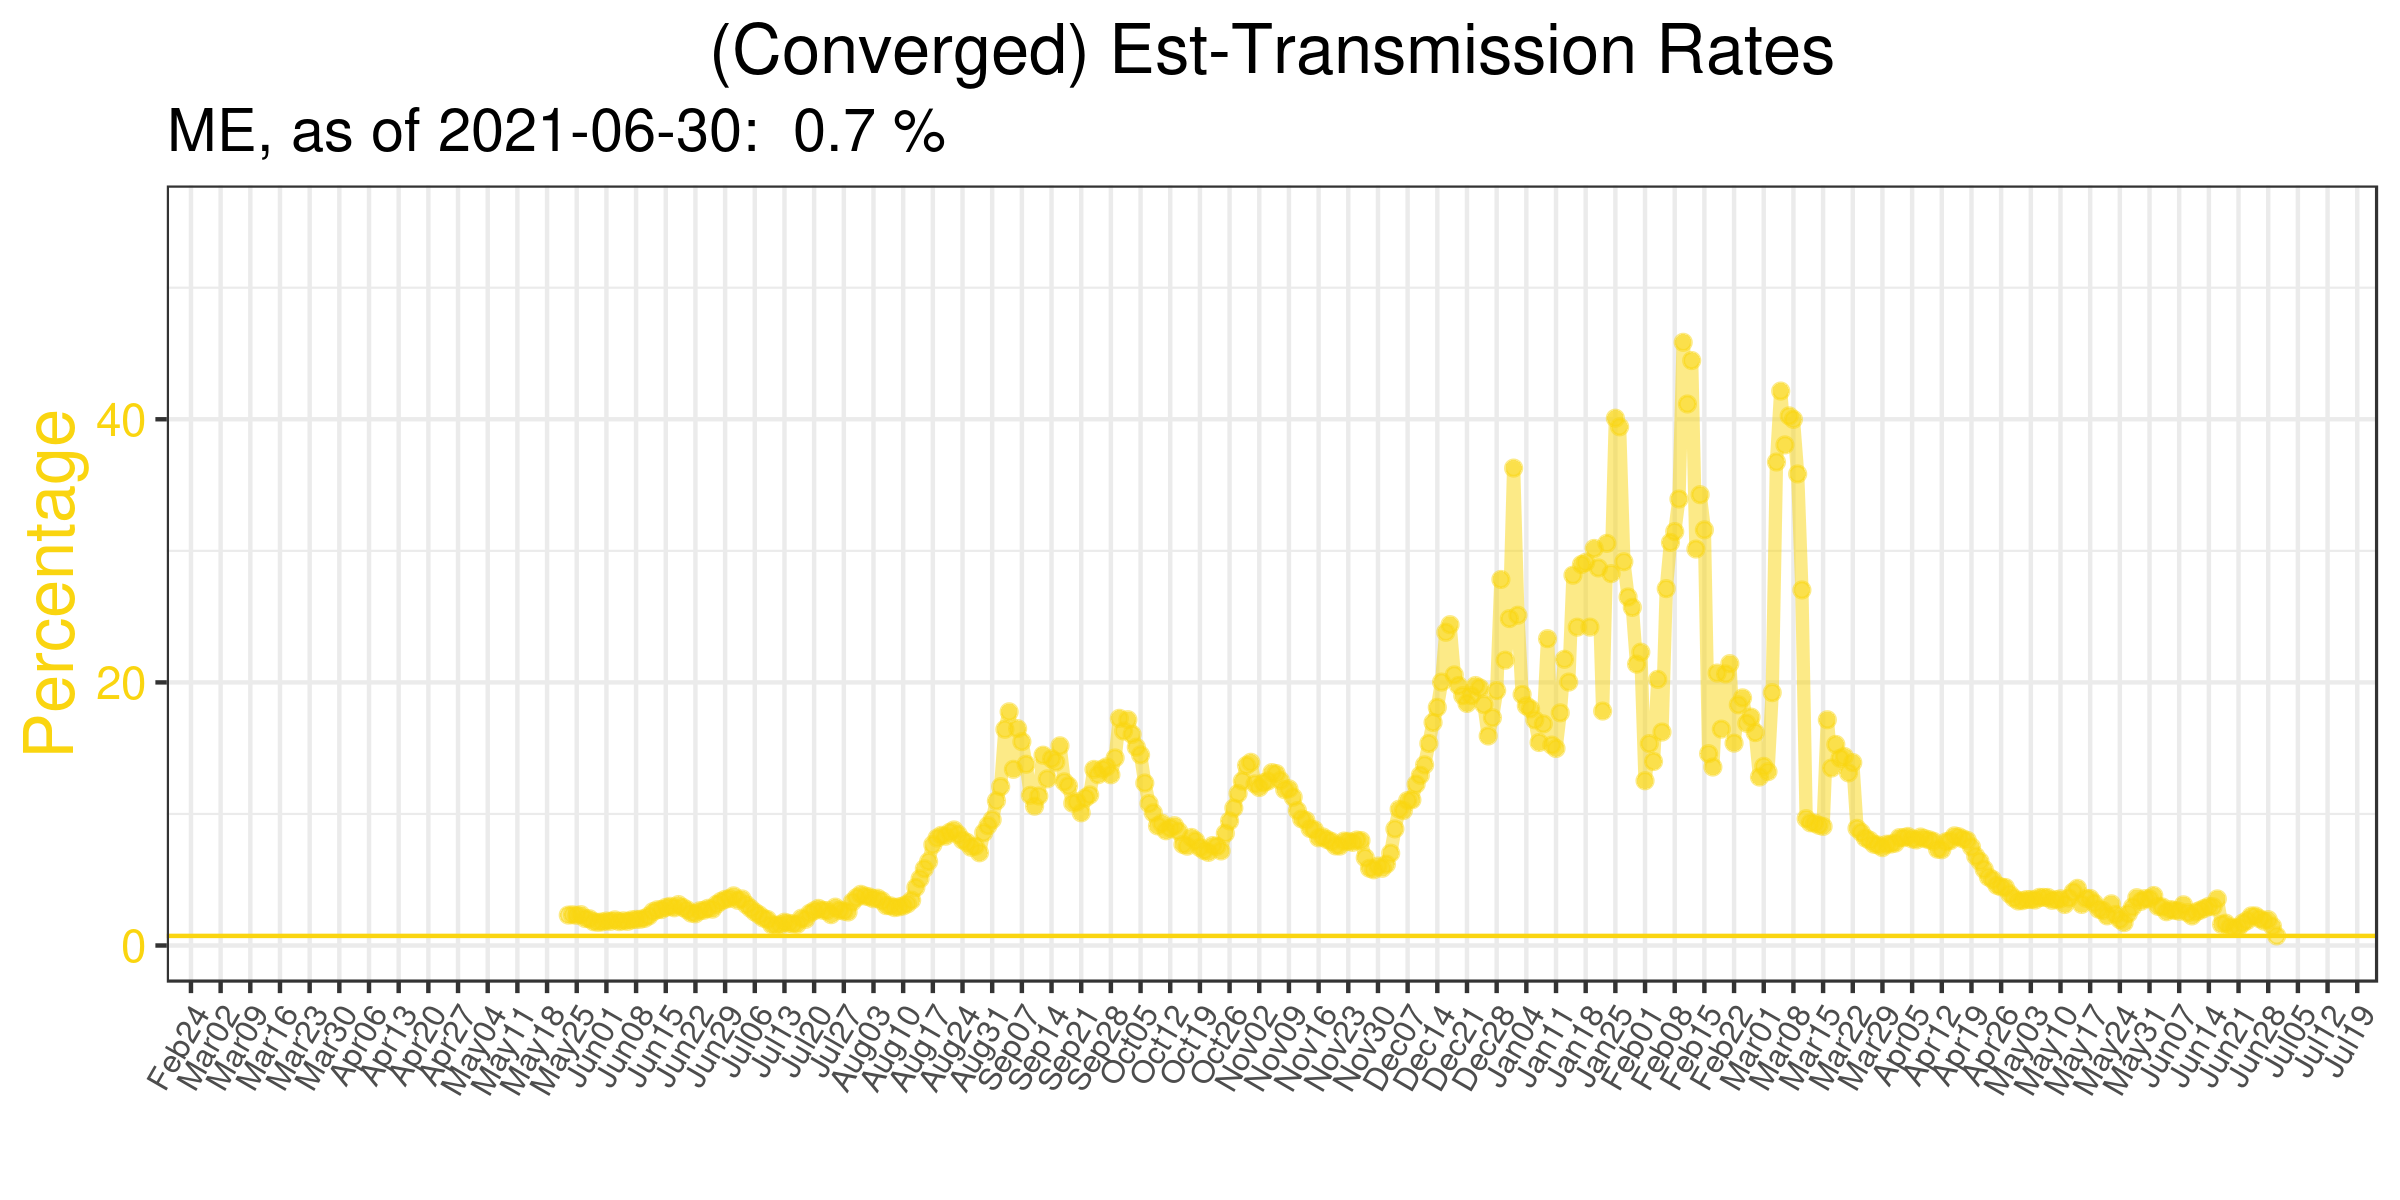 (Converged) Est-Transmission Rates
ME, as of 2021-06-30:  0.7 %
Percentage
40
20
0
Feb24
Mar02
Mar09
Mar16
Mar23
Mar30
Apr06
Apr13
Apr20
Apr27
May04
May11
May18
May25
Jun01
Jun08
Jun15
Jun22
Jun29
Jul06
Jul13
Jul20
Jul27
Aug03
Aug10
Aug17
Aug24
Aug31
Sep07
Sep14
Sep21
Sep28
Oct05
Oct12
Oct19
Oct26
Nov02
Nov09
Nov16
Nov23
Nov30
Dec07
Dec14
Dec21
Dec28
Jan04
Jan11
Jan18
Jan25
Feb01
Feb08
Feb15
Feb22
Mar01
Mar08
Mar15
Mar22
Mar29
Apr05
Apr12
Apr19
Apr26
May03
May10
May17
May24
May31
Jun07
Jun14
Jun21
Jun28
Jul05
Jul12
Jul19